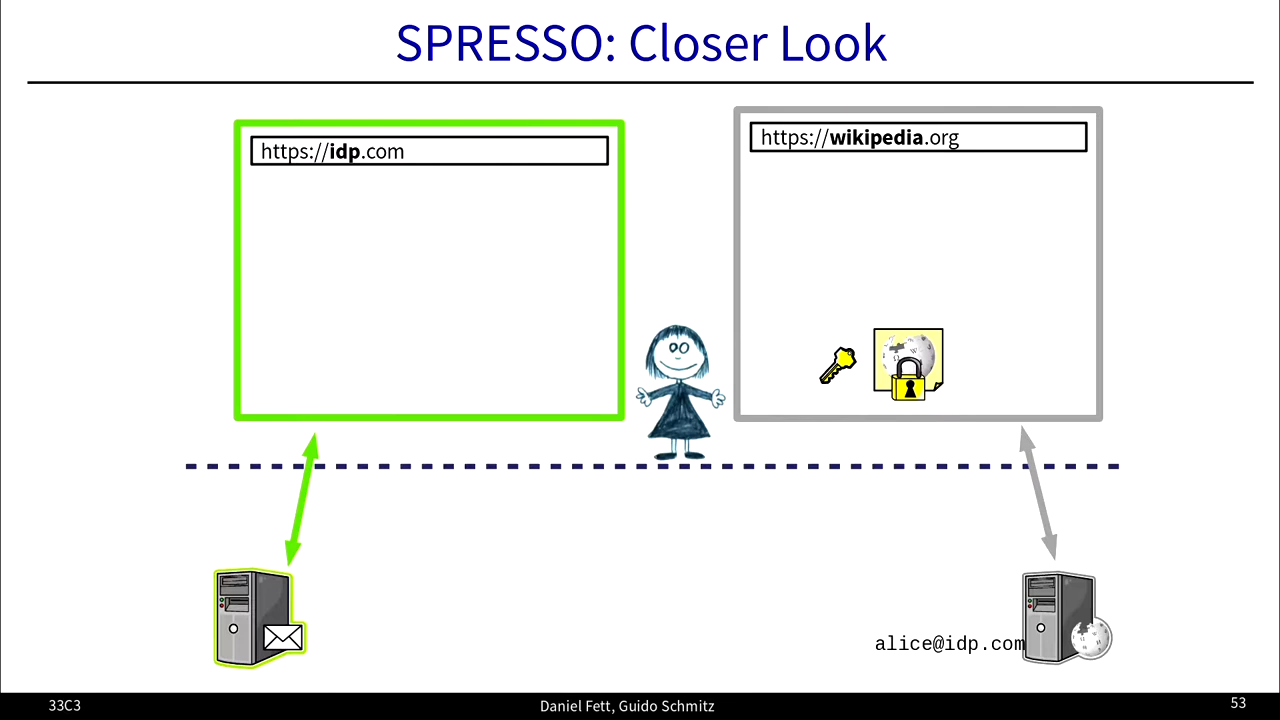 SPRESSO: Closer Look
https://idp.com
https://wikipedia.org
alice@idp.com
33C3
Daniel Fett, Guido Schmitz
53